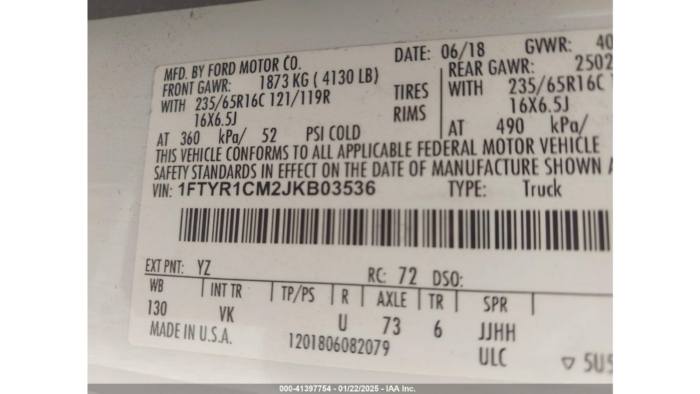 MFD. BY FORD MOTOR CO. DATE: 06/18 GVWR: 40
FRONT GAWR: 1873 KG ( 4130 LB) REAR GAWR: 2502
WITH 235/65R16C 121/119R TIRES WITH 235/65R16C
16X6.5J RIMS 16X6.5J
AT 360 kPa/ 52 PSI COLD AT 490 kPa/
THIS VEHICLE CONFORMS TO ALL APPLICABLE FEDERAL MOTOR VEHICLE
SAFETY STANDARDS IN EFFECT ON THE DATE OF MANUFACTURE SHOWN
VIN: 1FTYR1CM2JKB03536 TYPE: Truck
EXT PNT: YZ RC: 72 DSO:
WB INT TR TP/PS R AXLE TR SPR
130 VK U 73 6 JJHH
MADE IN U.S.A. 1201806082079 ULC ▽ 5U5
000-41397754 - 01/22/2025 - IAA Inc.